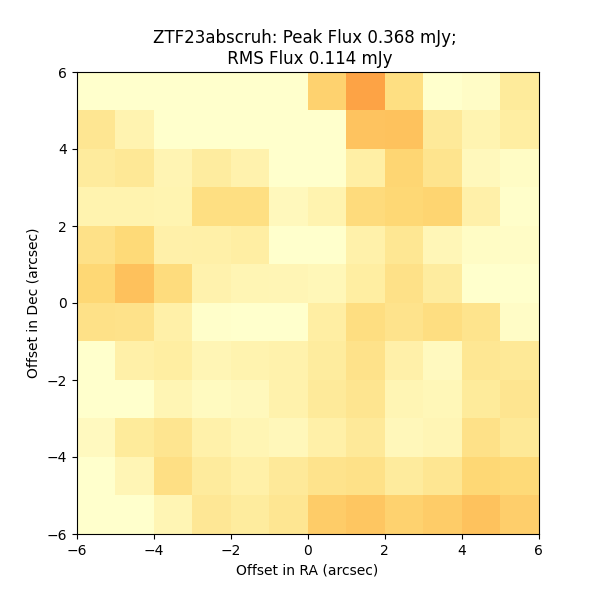 ZTF23abscruh: Peak Flux 0.368 mJy;
RMS Flux 0.114 mJy
6
4
2
0
−2
−4
−6
Offset in Dec (arcsec)
−6 −4 −2 0 2 4 6
Offset in RA (arcsec)